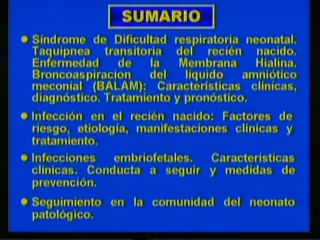 SUMARIO
Síndrome de Dificultad respiratoria neonatal.
Taquipnea transitoria del recién nacido.
Enfermedad de la Membrana Hialina.
Broncoaspiracion del líquido amniótico
meconial (BALAM): Características clínicas,
diagnóstico. Tratamiento y pronóstico.
Infección en el recién nacido: Factores de
riesgo, etiología, manifestaciones clínicas y
tratamiento.
Infecciones embriofetales. Características
clínicas. Conducta a seguir y medidas de
prevención.
Seguimiento en la comunidad del neonato
patológico.